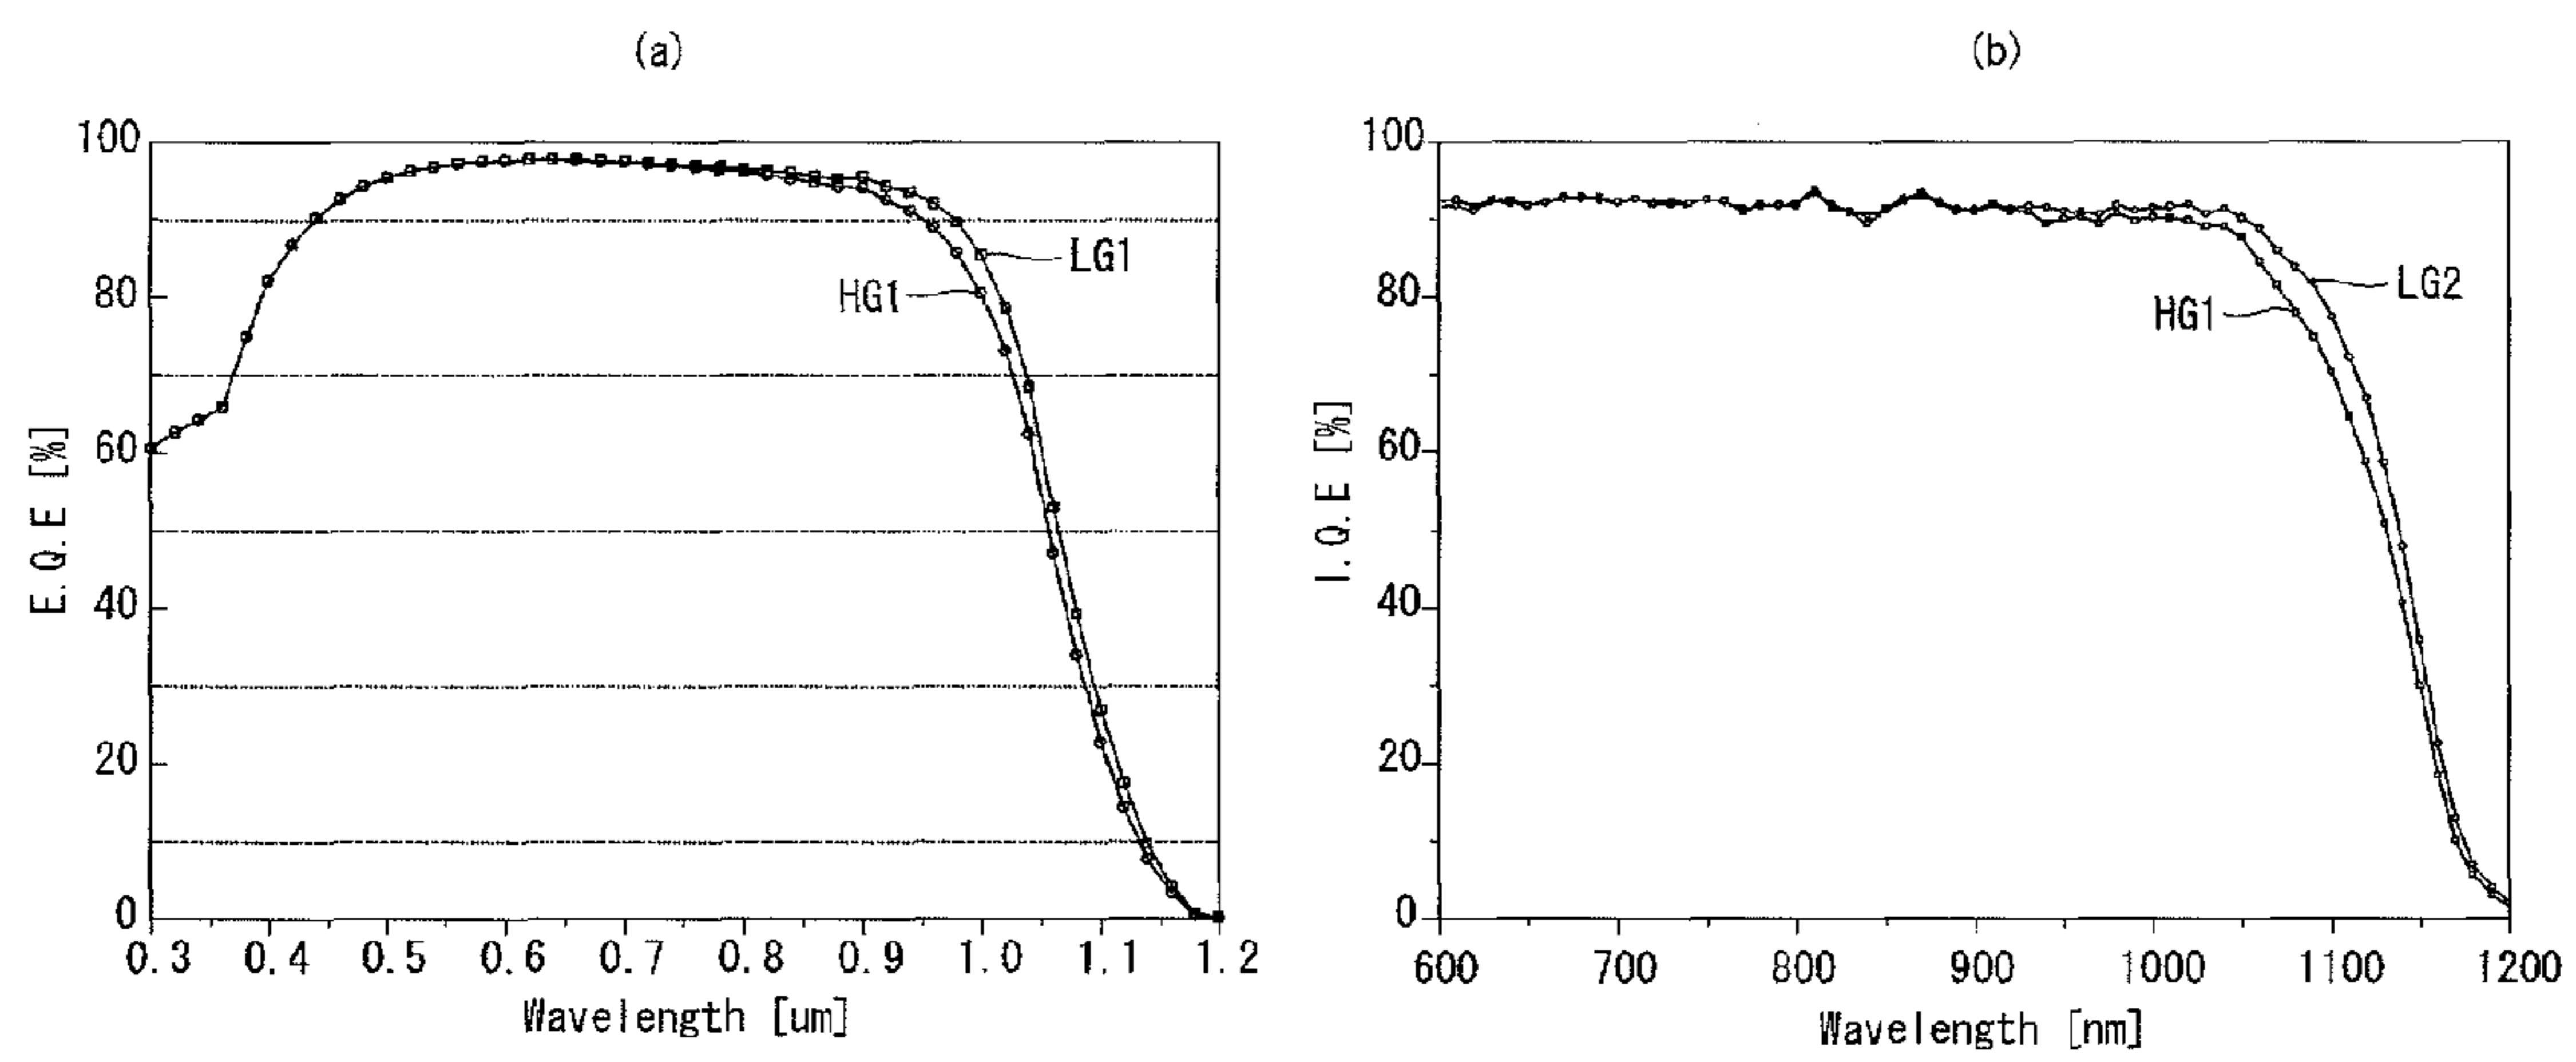 (a)
100
80
60
40
20
0
E.Q.E [%]
LG1
HG1
0.3 0.4 0.5 0.6 0.7 0.8 0.9 1.0 1.1 1.2
Wavelength [um]
(b)
100
80
60
40
20
0
I.Q.E [%]
LG2
HG1
600 700 800 900 1000 1100 1200
Wavelength [nm]